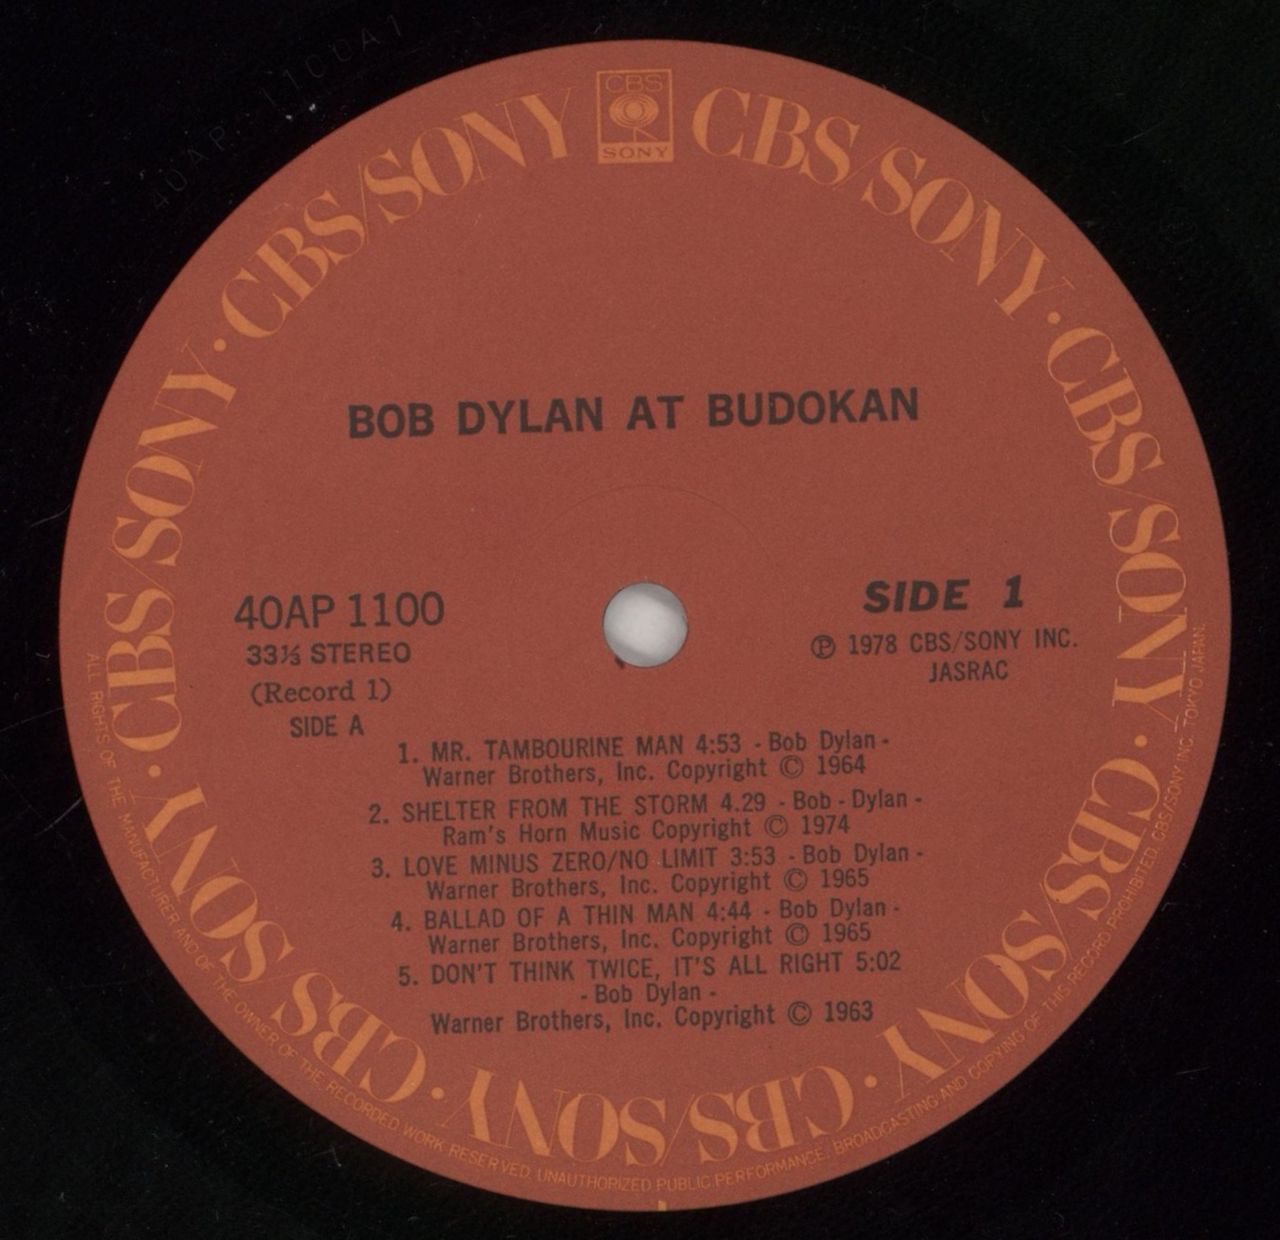 40AP 1100A1
CBS
SONY
CBS/SONY · CBS/SONY · CBS/SONY · CBS/SONY · CBS/SONY · CBS/SONY · CBS/SONY · CBS/SONY
BOB DYLAN AT BUDOKAN
40AP 1100
33⅓ STEREO
(Record 1)
SIDE A
SIDE 1
Ⓟ 1978 CBS/SONY INC.
JASRAC
1. MR. TAMBOURINE MAN 4:53 - Bob Dylan -
Warner Brothers, Inc. Copyright © 1964
2. SHELTER FROM THE STORM 4.29 - Bob - Dylan -
Ram's Horn Music Copyright © 1974
3. LOVE MINUS ZERO/NO LIMIT 3:53 - Bob Dylan -
Warner Brothers, Inc. Copyright © 1965
4. BALLAD OF A THIN MAN 4:44 - Bob Dylan -
Warner Brothers, Inc. Copyright © 1965
5. DON'T THINK TWICE, IT'S ALL RIGHT 5:02
- Bob Dylan -
Warner Brothers, Inc. Copyright © 1963
ALL RIGHTS OF THE MANUFACTURER AND OF THE OWNER OF THE RECORDED WORK RESERVED. UNAUTHORIZED PUBLIC PERFORMANCE, BROADCASTING AND COPYING OF THIS RECORD PROHIBITED. CBS/SONY INC. TOKYO JAPAN.